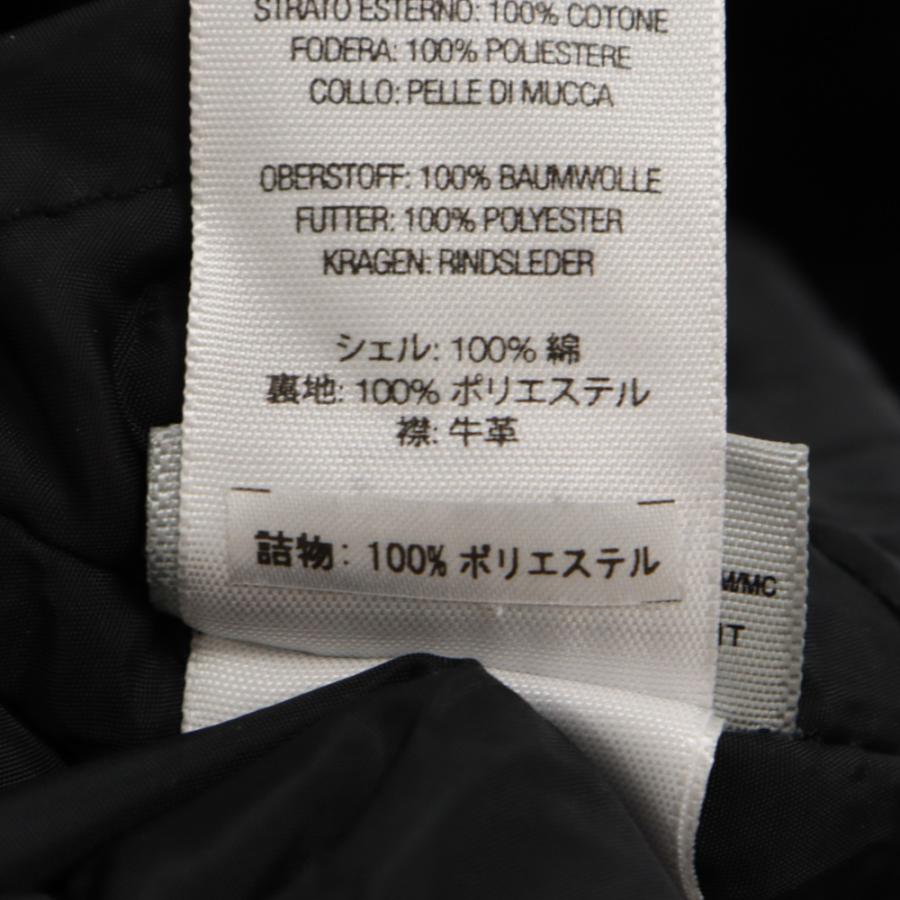 STRATO ESTERNO: 100% COTONE
FODERA: 100% POLIESTERE
COLLO: PELLE DI MUCCA
OBERSTOFF: 100% BAUMWOLLE
FUTTER: 100% POLYESTER
KRAGEN: RINDSLEDER
シェル: 100% 綿
裏地: 100% ポリエステル
襟: 牛革
詰物: 100% ポリエステル